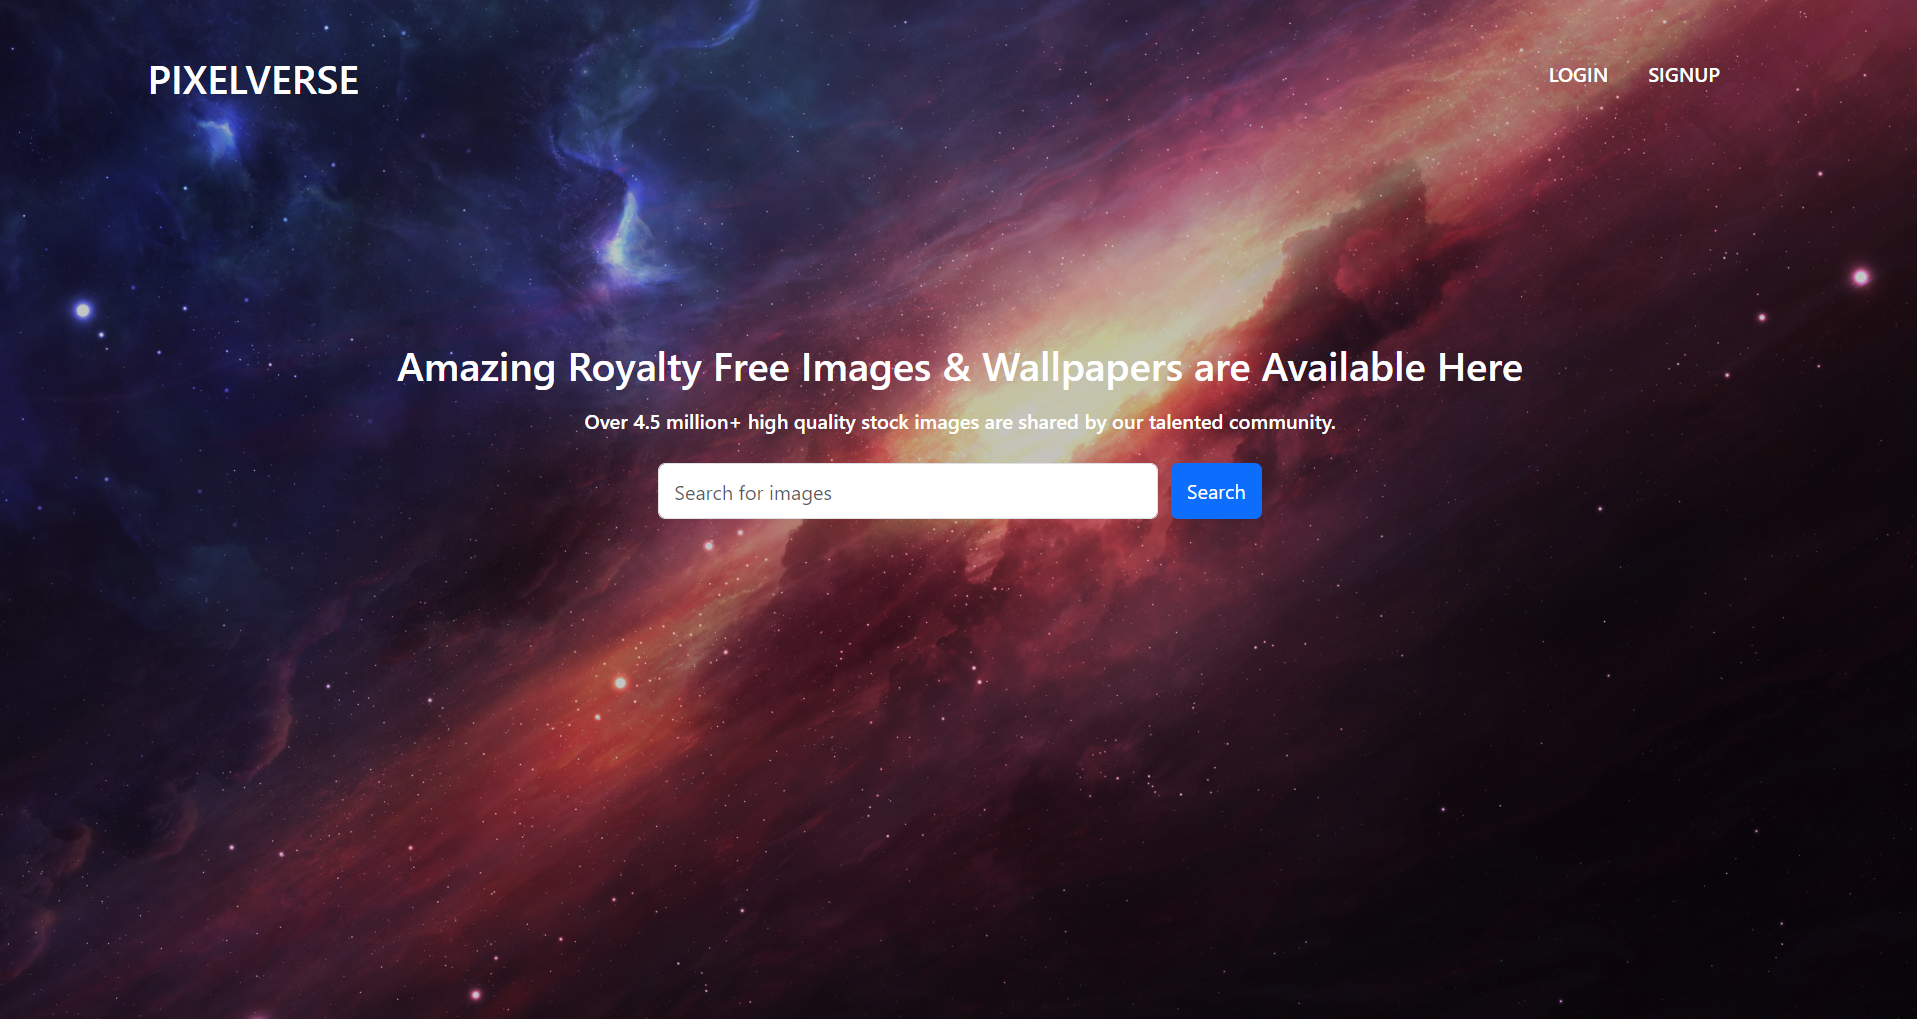 PIXELVERSE
LOGIN
SIGNUP
Amazing Royalty Free Images & Wallpapers are Available Here
Over 4.5 million+ high quality stock images are shared by our talented community.
Search for images
Search